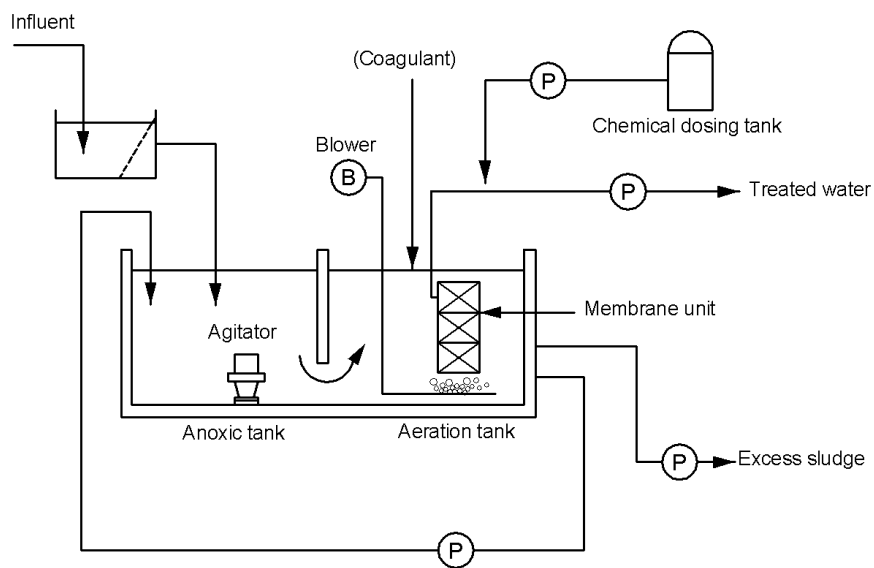 Influent
(Coagulant)
P
Chemical dosing tank
Blower
B
P
Treated water
Membrane unit
Agitator
Anoxic tank
Aeration tank
P
Excess sludge
P